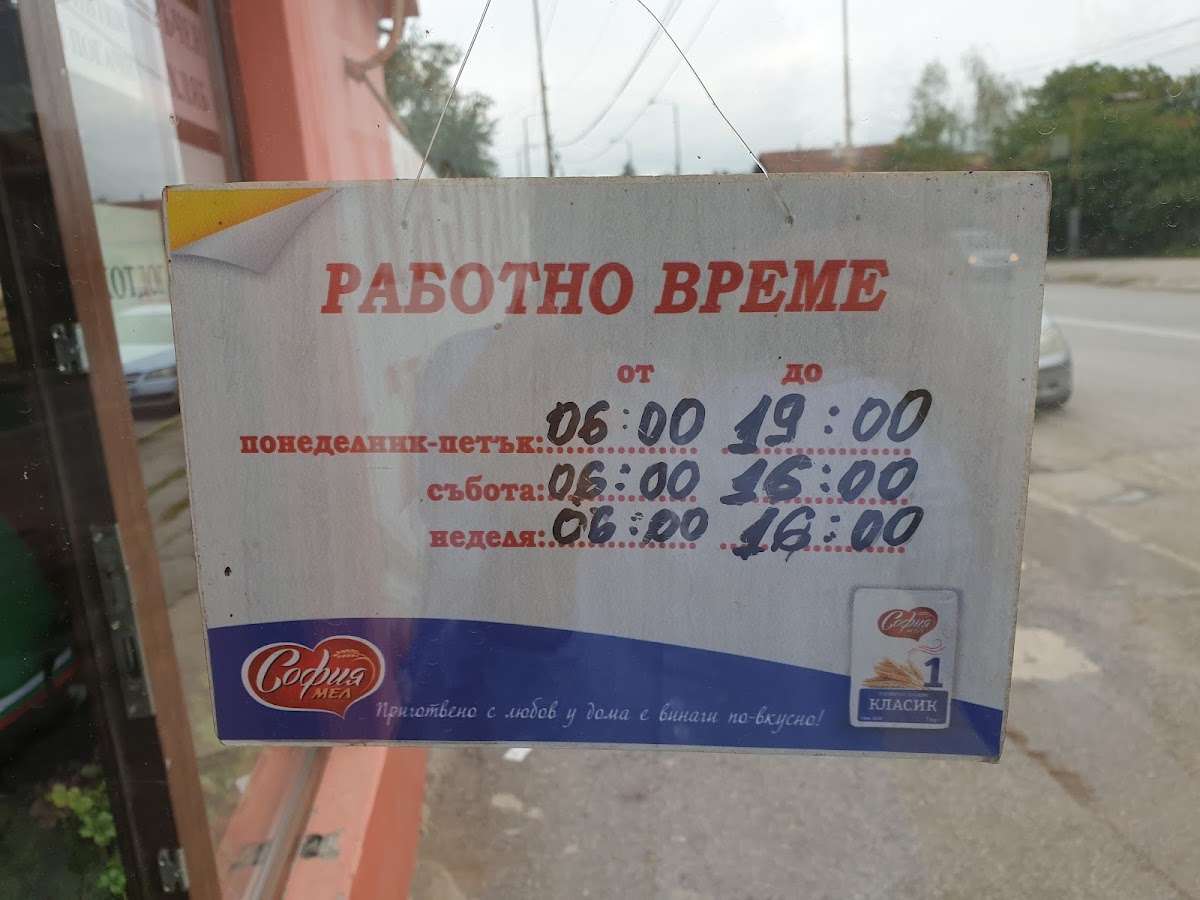 РАБОТНО ВРЕМЕ
от до
понеделник-петък: 06:00 19:00
събота: 06:00 16:00
неделя: 06:00 16:00
София
МЕЛ
Приготвено с любов у дома е винаги по-вкусно!
София
МЕЛ
1
КЛАСИК